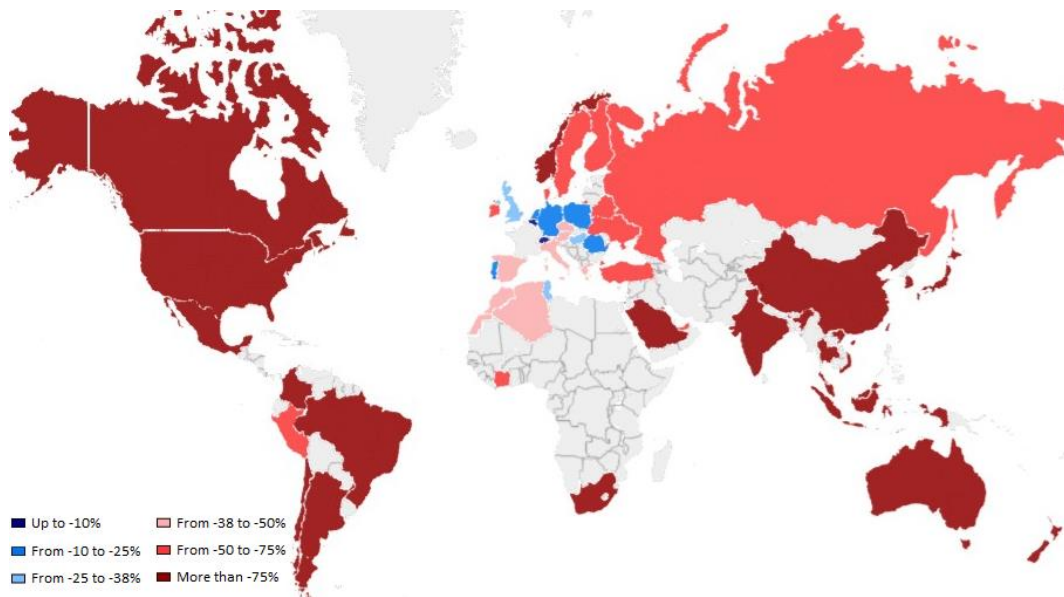 Up to -10%
From -10 to -25%
From -25 to -38%
From -38 to -50%
From -50 to -75%
More than -75%